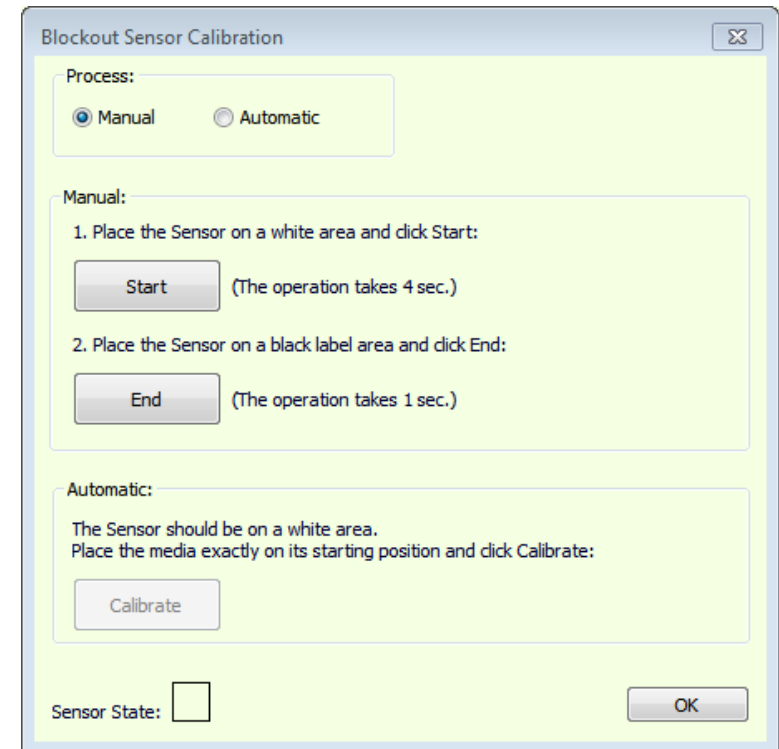 Blockout Sensor Calibration
Process:
Manual
Automatic
Manual:
1. Place the Sensor on a white area and click Start:
Start
(The operation takes 4 sec.)
2. Place the Sensor on a black label area and click End:
End
(The operation takes 1 sec.)
Automatic:
The Sensor should be on a white area.
Place the media exactly on its starting position and click Calibrate:
Calibrate
Sensor State:
OK